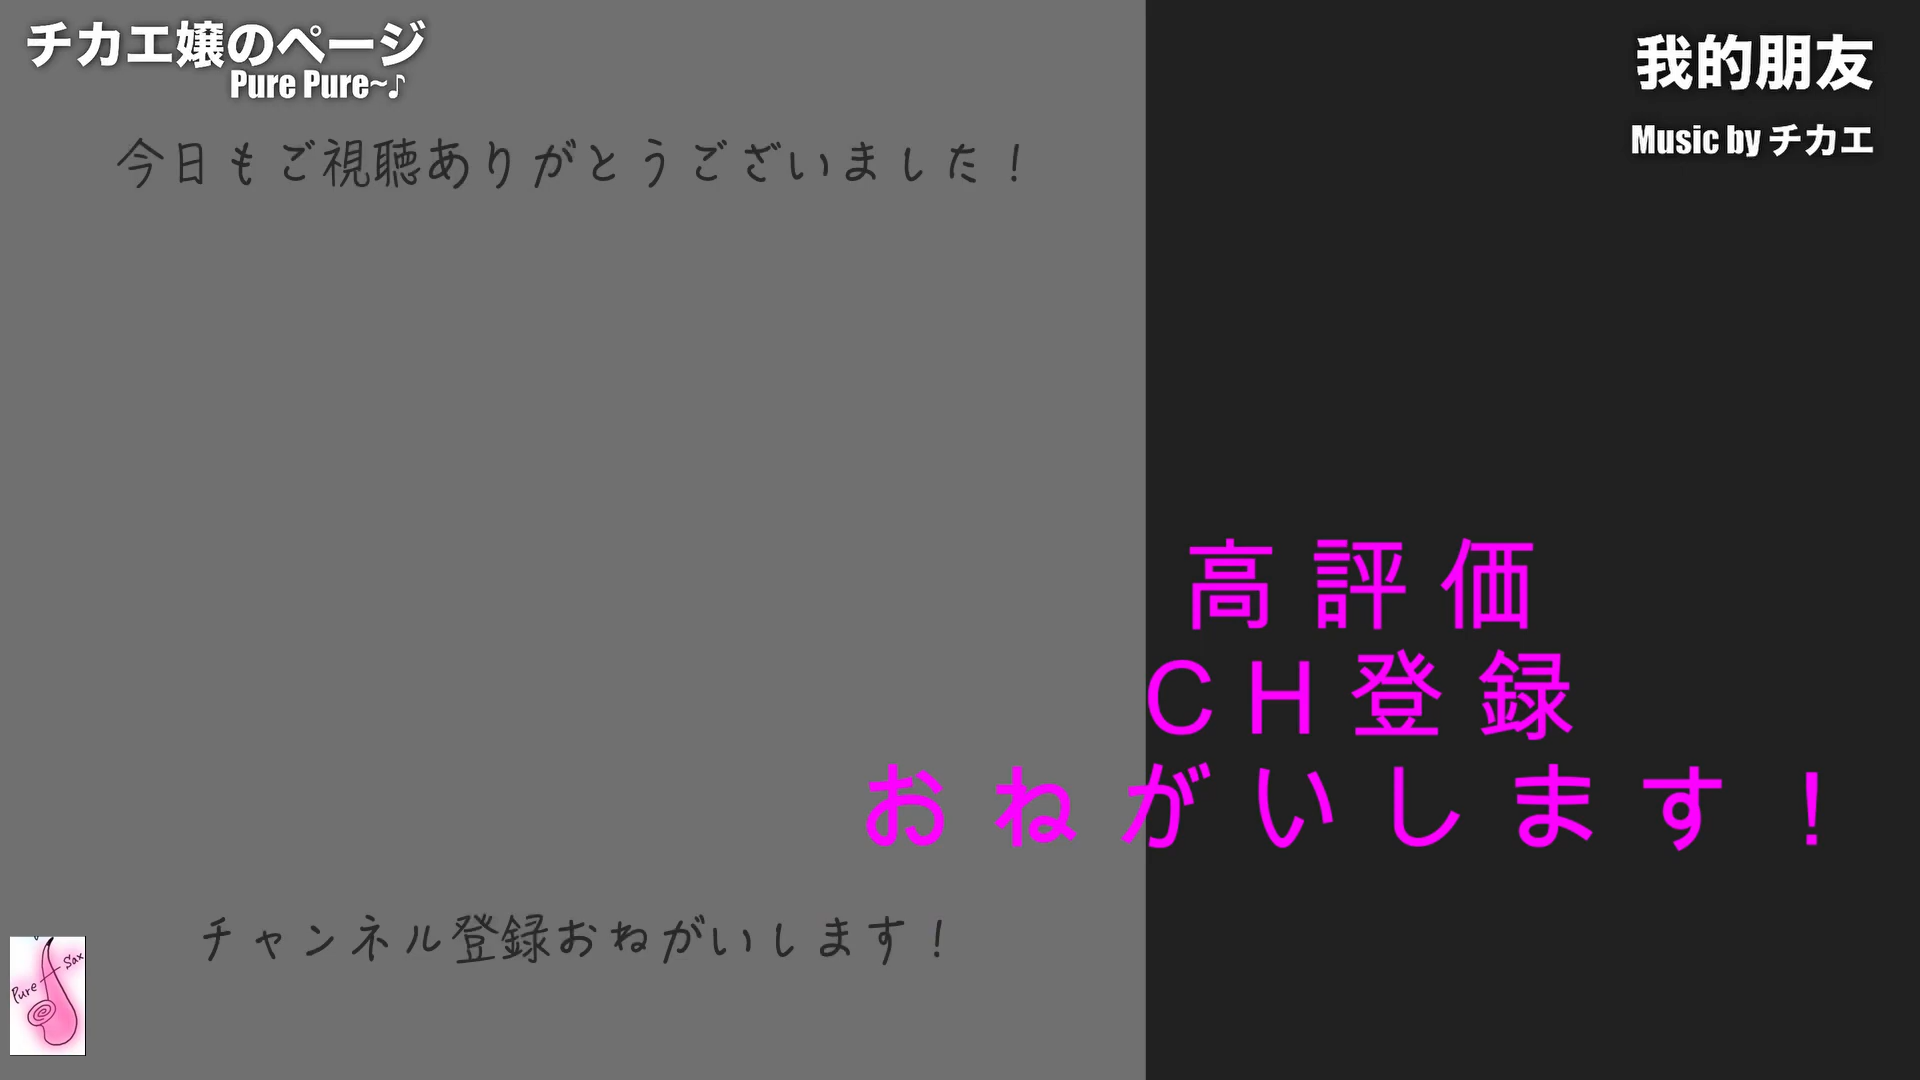 チカエ嬢のページ
Pure Pure~♪
我的朋友
Music by チカエ
今日もご視聴ありがとうございました！
高評価
CH登録
おねがいします！
チャンネル登録おねがいします！
Pure Sax